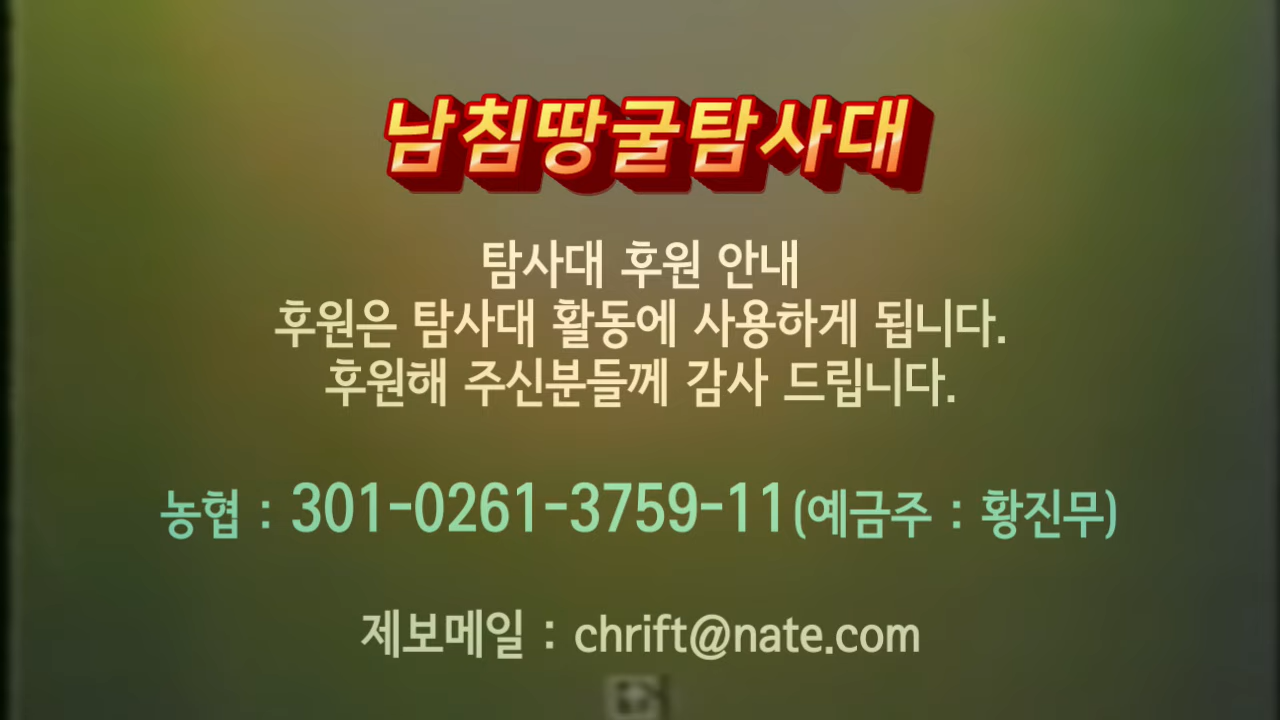 남침땅굴탐사대
탐사대 후원 안내
후원은 탐사대 활동에 사용하게 됩니다.
후원해 주신분들께 감사 드립니다.
농협 : 301-0261-3759-11(예금주 : 황진무)
제보메일 : chrift@nate.com